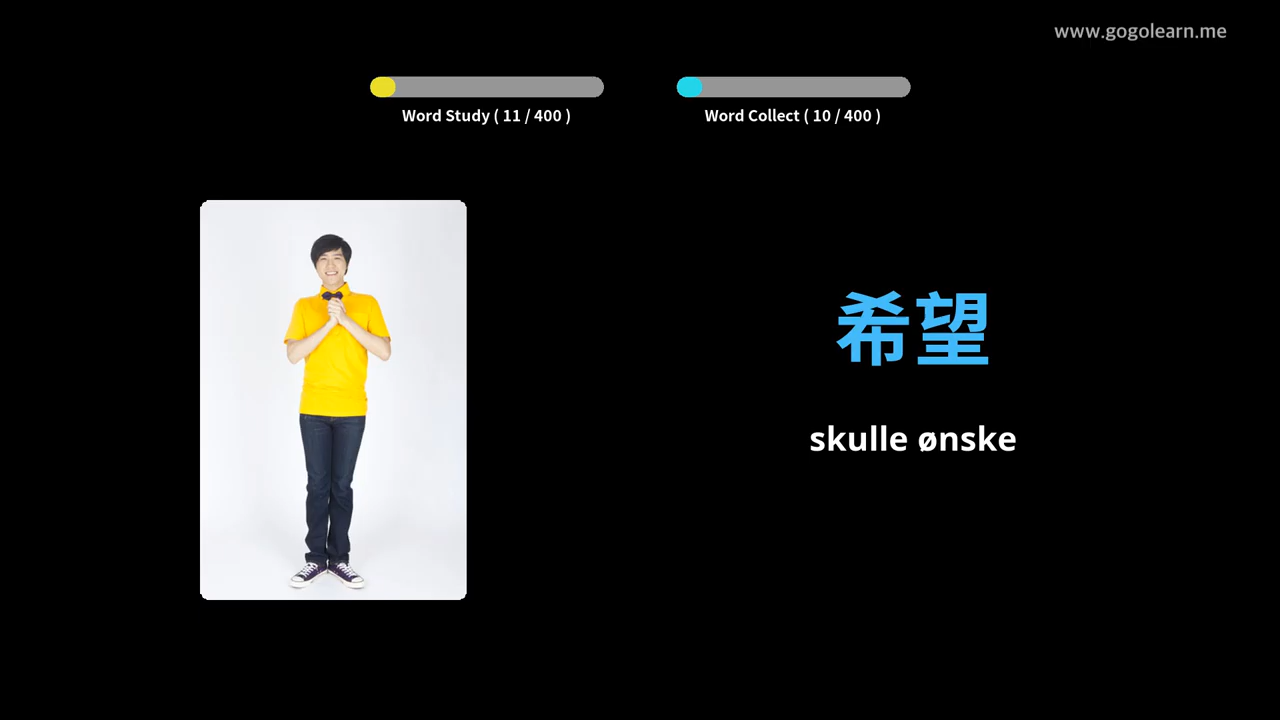 www.gogolearn.me
Word Study ( 11 / 400 )
Word Collect ( 10 / 400 )
希望
skulle ønske